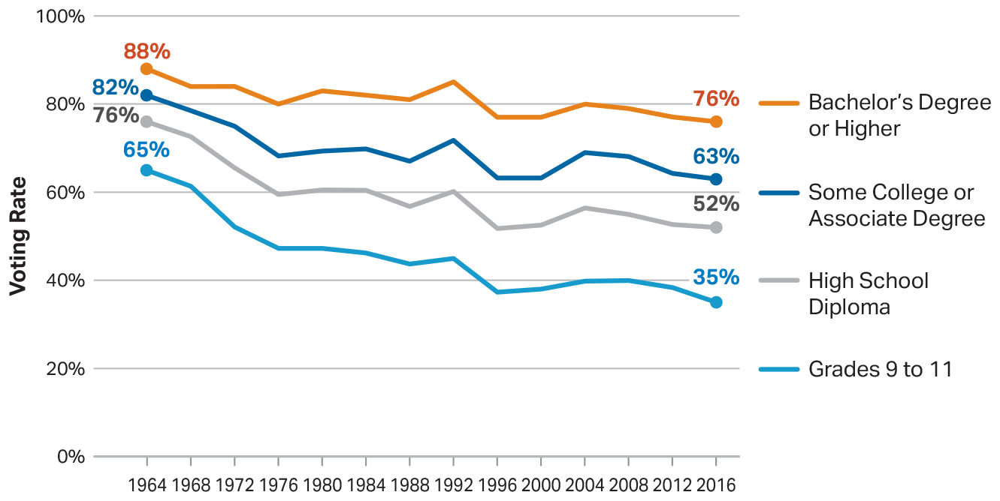 100%
80%
60%
40%
20%
0%
Voting Rate
88%
82%
76%
65%
76%
63%
52%
35%
1964 1968 1972 1976 1980 1984 1988 1992 1996 2000 2004 2008 2012 2016
Bachelor’s Degree
or Higher
Some College or
Associate Degree
High School
Diploma
Grades 9 to 11